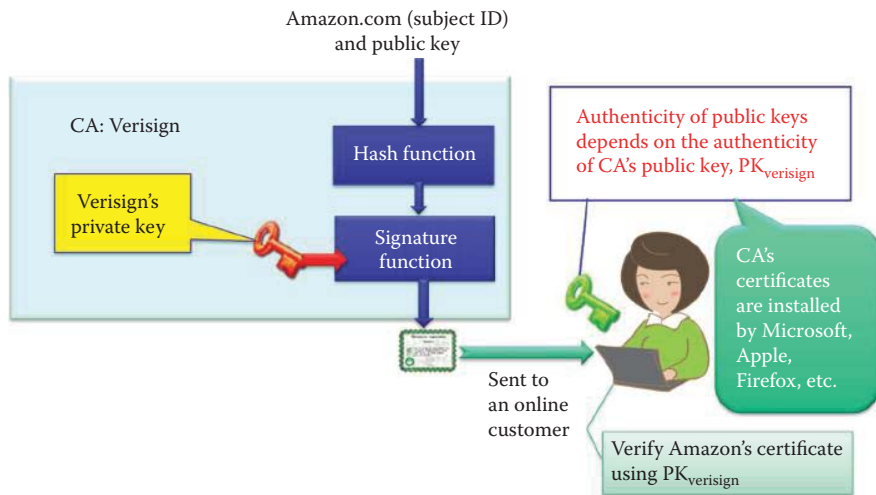 Amazon.com (subject ID)
and public key
CA: Verisign
Hash function
Verisign's
private key
Signature
function
Authenticity of public keys
depends on the authenticity
of CA's public key, PKverisign
CA's
certificates
are installed
by Microsoft,
Apple,
Firefox, etc.
Sent to
an online
customer
Verify Amazon's certificate
using PKverisign